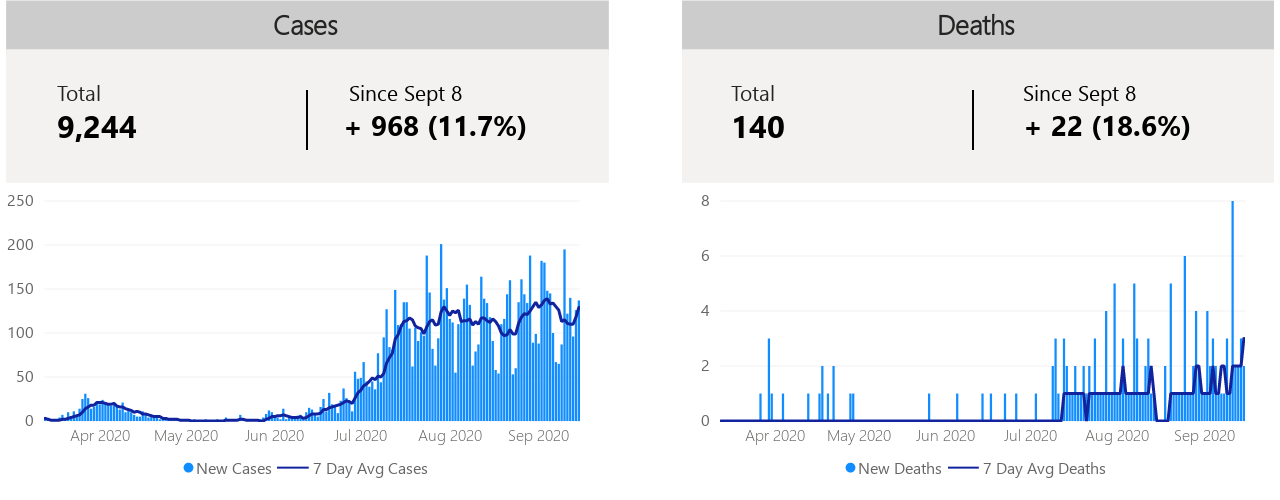 Cases
Total
Since Sept 8
9,244
+ 968 (11.7%)
250
200
150
100
50
0
Apr 2020 May 2020 Jun 2020 Jul 2020 Aug 2020 Sep 2020
New Cases 7 Day Avg Cases
Deaths
Total
Since Sept 8
140
+ 22 (18.6%)
8
6
4
2
0
Apr 2020 May 2020 Jun 2020 Jul 2020 Aug 2020 Sep 2020
New Deaths 7 Day Avg Deaths